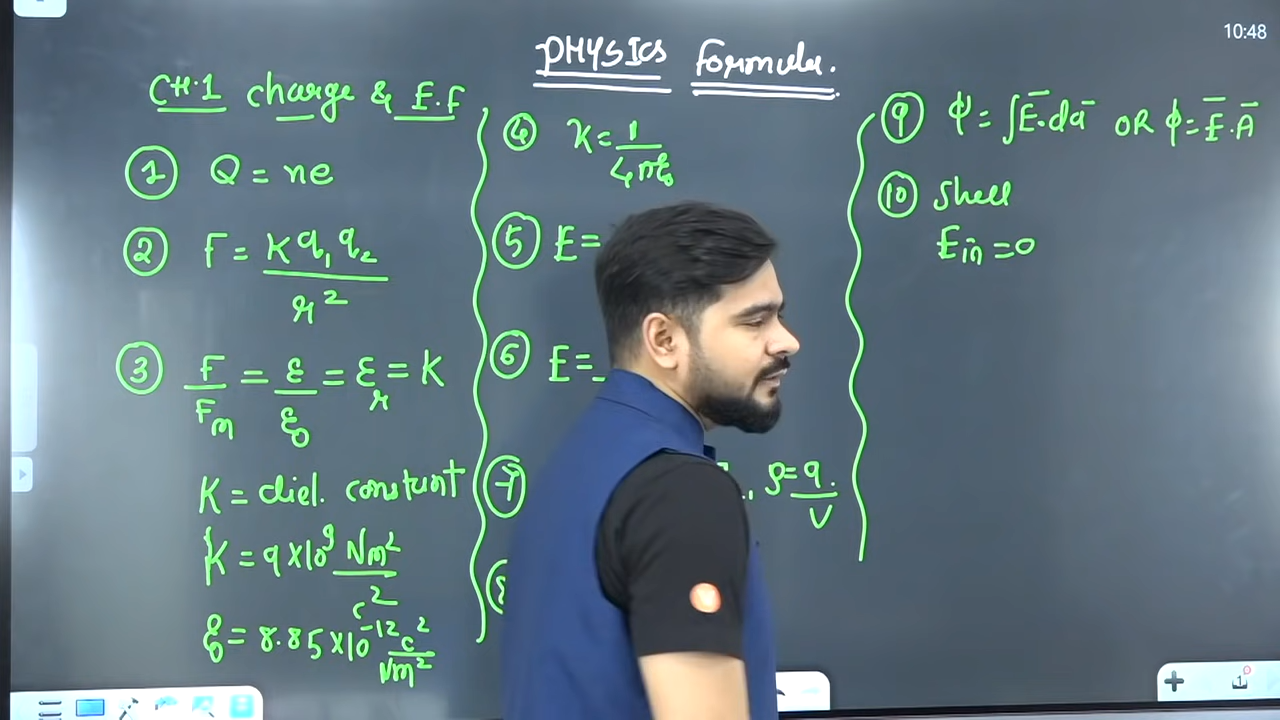 10:48
PHYSICS Formula.
CH.1 charge & E.F
① Q = ne
② F = Kq₁q₂/r²
③ F/Fm = ε/ε₀ = εr = K
K = diel. constant
K = 9×10⁹ Nm²/c²
ε₀ = 8.85×10⁻¹² c²/Nm²
④ K = 1/4πε₀
⑤ E =
⑥ E =
⑦ , ρ = q/V.
⑧
⑨ φ = ∫E̅·da̅ OR φ = E̅·A̅
⑩ Shell
Ein = 0